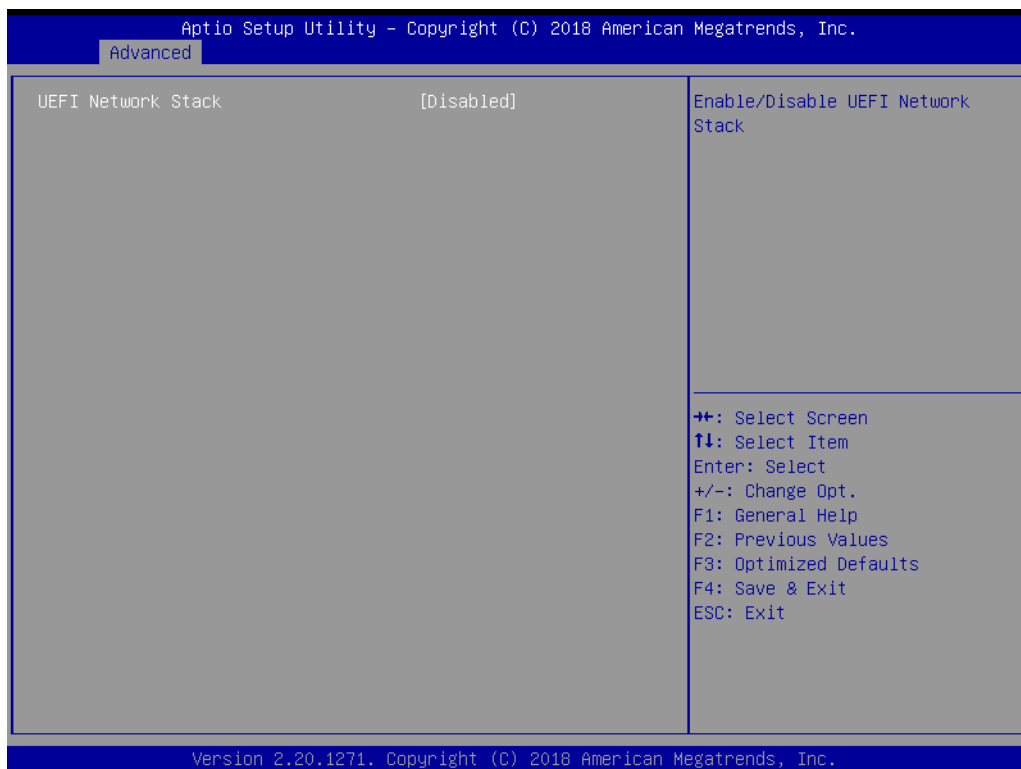 Aptio Setup Utility – Copyright (C) 2018 American Megatrends, Inc.
Advanced
UEFI Network Stack [Disabled]
Enable/Disable UEFI Network
Stack
→←: Select Screen
↑↓: Select Item
Enter: Select
+/-: Change Opt.
F1: General Help
F2: Previous Values
F3: Optimized Defaults
F4: Save & Exit
ESC: Exit
Version 2.20.1271. Copyright (C) 2018 American Megatrends, Inc.